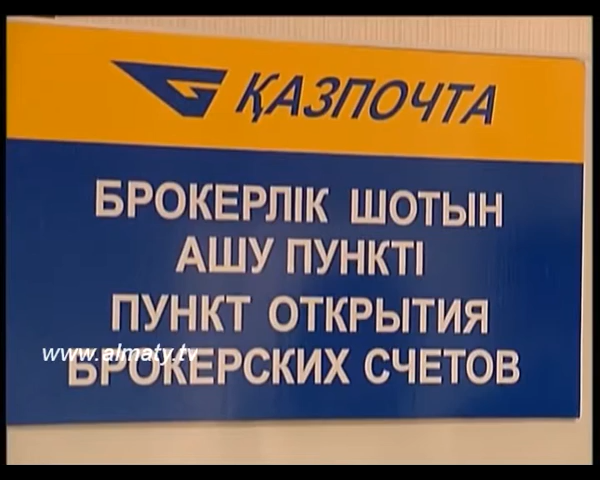 ҚАЗПОЧТА
БРОКЕРЛІК ШОТЫН
АШУ ПУНКТІ
ПУНКТ ОТКРЫТИЯ
www.almaty.tv
БРОКЕРСКИХ СЧЕТОВ